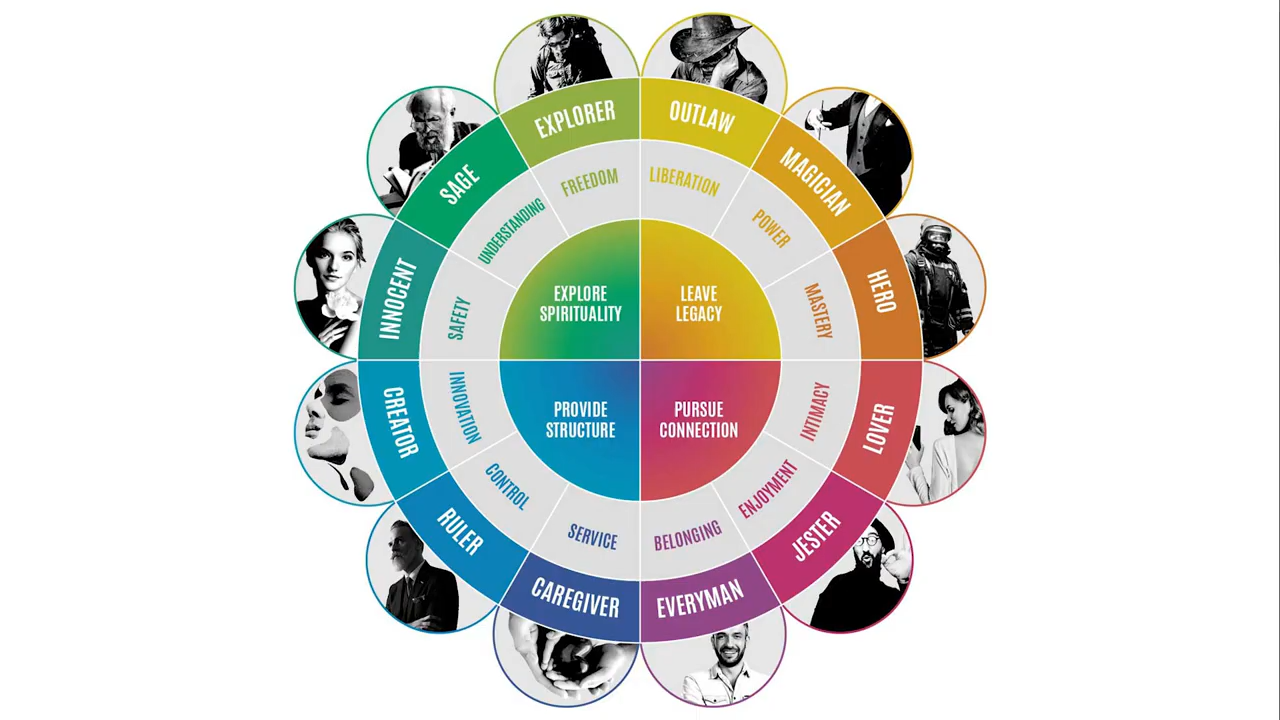 EXPLORER
OUTLAW
MAGICIAN
HERO
LOVER
JESTER
EVERYMAN
CAREGIVER
RULER
CREATOR
INNOCENT
SAGE
FREEDOM
LIBERATION
POWER
MASTERY
INTIMACY
ENJOYMENT
BELONGING
SERVICE
CONTROL
INNOVATION
SAFETY
UNDERSTANDING
EXPLORE
SPIRITUALITY
LEAVE
LEGACY
PROVIDE
STRUCTURE
PURSUE
CONNECTION